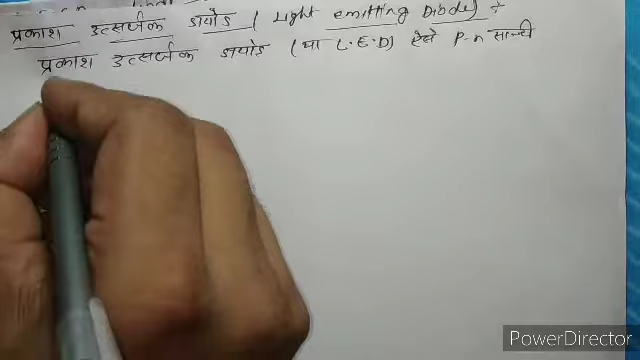 प्रकाश उत्सर्जक डायोड ( Light emitting Diode) ÷
प्रकाश उत्सर्जक डायोड (या L.E.D) ऐसे P-n सन्धी
PowerDirector